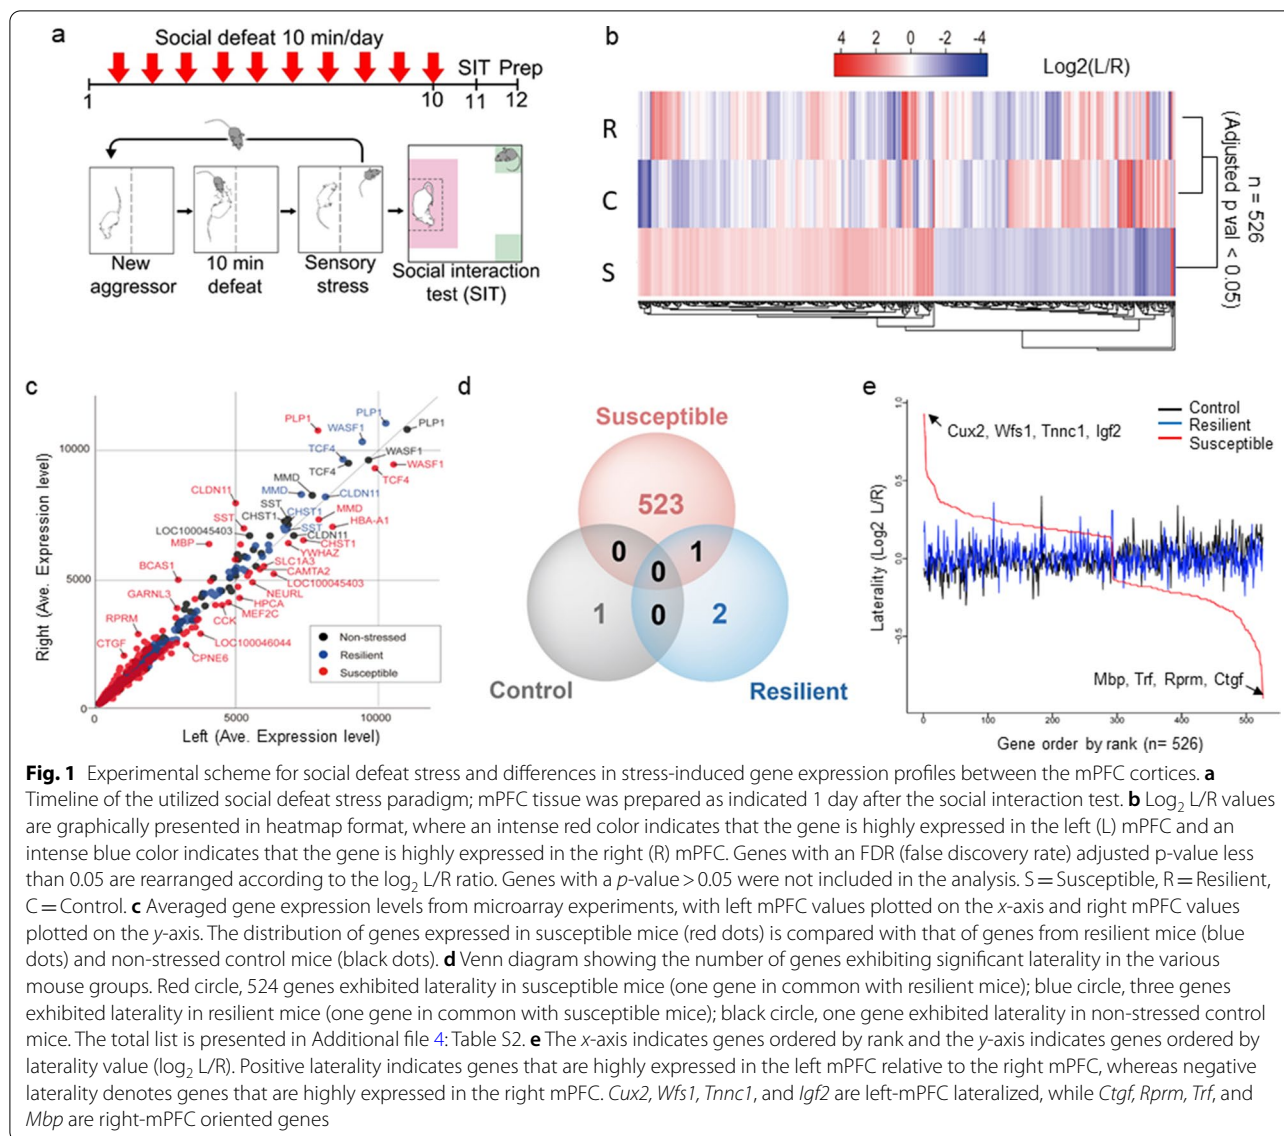 a
Social defeat 10 min/day
SIT Prep
1 10 11 12
New aggressor
10 min defeat
Sensory stress
Social interaction test (SIT)
b
4 2 0 -2 -4
Log2(L/R)
R
C
S
n = 526
(Adjusted p val < 0.05)
c
PLP1
PLP1
PLP1
WASF1
WASF1
WASF1
TCF4
TCF4
TCF4
MMD
MMD
MMD
CLDN11
CLDN11
CLDN11
SST
SST
SST
CHST1
CHST1
CHST1
HBA-A1
LOC100045403
MBP
YWHAZ
SLC1A3
BCAS1
CAMTA2
LOC100045403
GARNL3
NEURL
HPCA
MEF2C
RPRM
CCK
CTGF
LOC100046044
CPNE6
Non-stressed
Resilient
Susceptible
10000
5000
0
0 5000 10000
Right (Ave. Expression level)
Left (Ave. Expression level)
d
Susceptible
523
0 1
0
1 0 2
Control
Resilient
e
Control
Resilient
Susceptible
Cux2, Wfs1, Tnnc1, Igf2
Mbp, Trf, Rprm, Ctgf
1.0
0.5
0
-0.5
Laterality (Log2 L/R)
0 100 200 300 400 500
Gene order by rank (n= 526)
Fig. 1 Experimental scheme for social defeat stress and differences in stress-induced gene expression profiles between the mPFC cortices. a
Timeline of the utilized social defeat stress paradigm; mPFC tissue was prepared as indicated 1 day after the social interaction test. b Log2 L/R values
are graphically presented in heatmap format, where an intense red color indicates that the gene is highly expressed in the left (L) mPFC and an
intense blue color indicates that the gene is highly expressed in the right (R) mPFC. Genes with an FDR (false discovery rate) adjusted p-value less
than 0.05 are rearranged according to the log2 L/R ratio. Genes with a p-value > 0.05 were not included in the analysis. S = Susceptible, R = Resilient,
C = Control. c Averaged gene expression levels from microarray experiments, with left mPFC values plotted on the x-axis and right mPFC values
plotted on the y-axis. The distribution of genes expressed in susceptible mice (red dots) is compared with that of genes from resilient mice (blue
dots) and non-stressed control mice (black dots). d Venn diagram showing the number of genes exhibiting significant laterality in the various
mouse groups. Red circle, 524 genes exhibited laterality in susceptible mice (one gene in common with resilient mice); blue circle, three genes
exhibited laterality in resilient mice (one gene in common with susceptible mice); black circle, one gene exhibited laterality in non-stressed control
mice. The total list is presented in Additional file 4: Table S2. e The x-axis indicates genes ordered by rank and the y-axis indicates genes ordered by
laterality value (log2 L/R). Positive laterality indicates genes that are highly expressed in the left mPFC relative to the right mPFC, whereas negative
laterality denotes genes that are highly expressed in the right mPFC. Cux2, Wfs1, Tnnc1, and Igf2 are left-mPFC lateralized, while Ctgf, Rprm, Trf, and
Mbp are right-mPFC oriented genes